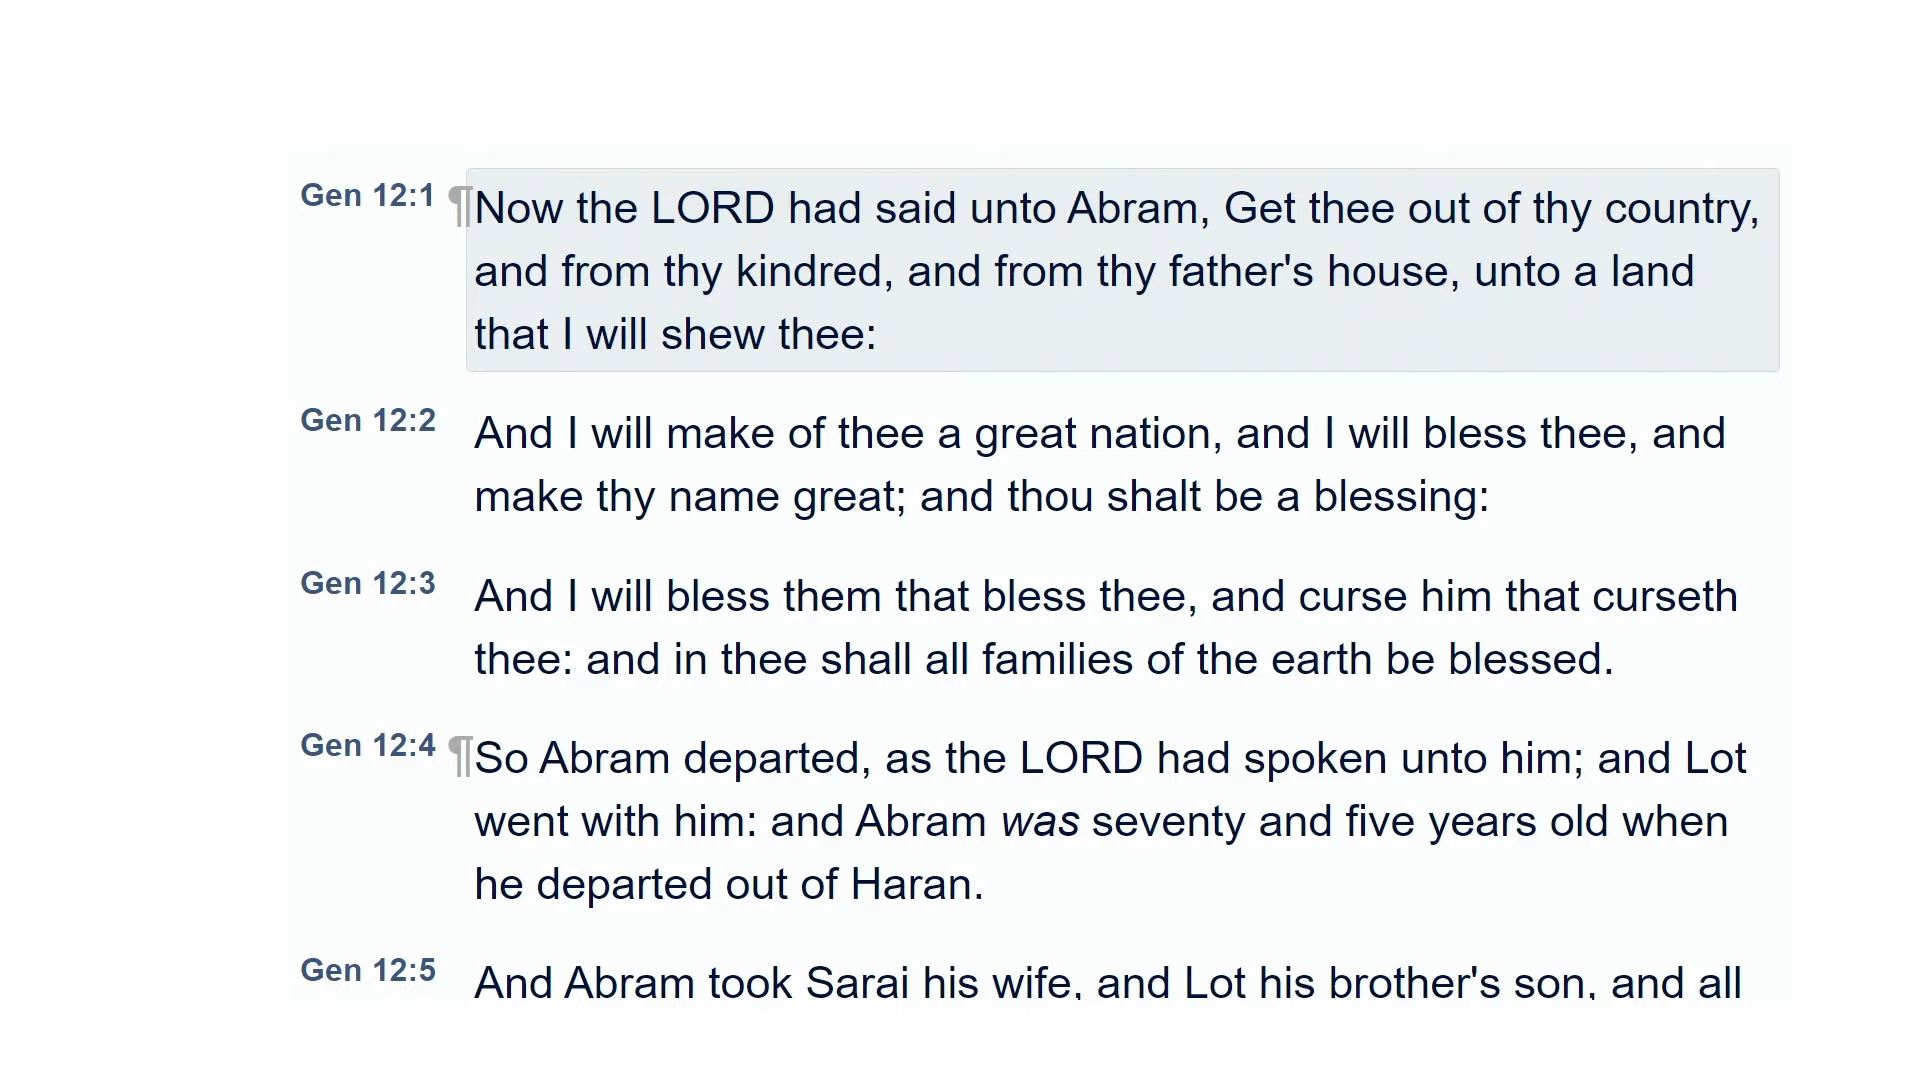 Gen 12:1 ¶Now the LORD had said unto Abram, Get thee out of thy country,
and from thy kindred, and from thy father's house, unto a land
that I will shew thee:
Gen 12:2 And I will make of thee a great nation, and I will bless thee, and
make thy name great; and thou shalt be a blessing:
Gen 12:3 And I will bless them that bless thee, and curse him that curseth
thee: and in thee shall all families of the earth be blessed.
Gen 12:4 ¶So Abram departed, as the LORD had spoken unto him; and Lot
went with him: and Abram was seventy and five years old when
he departed out of Haran.
Gen 12:5 And Abram took Sarai his wife, and Lot his brother's son, and all